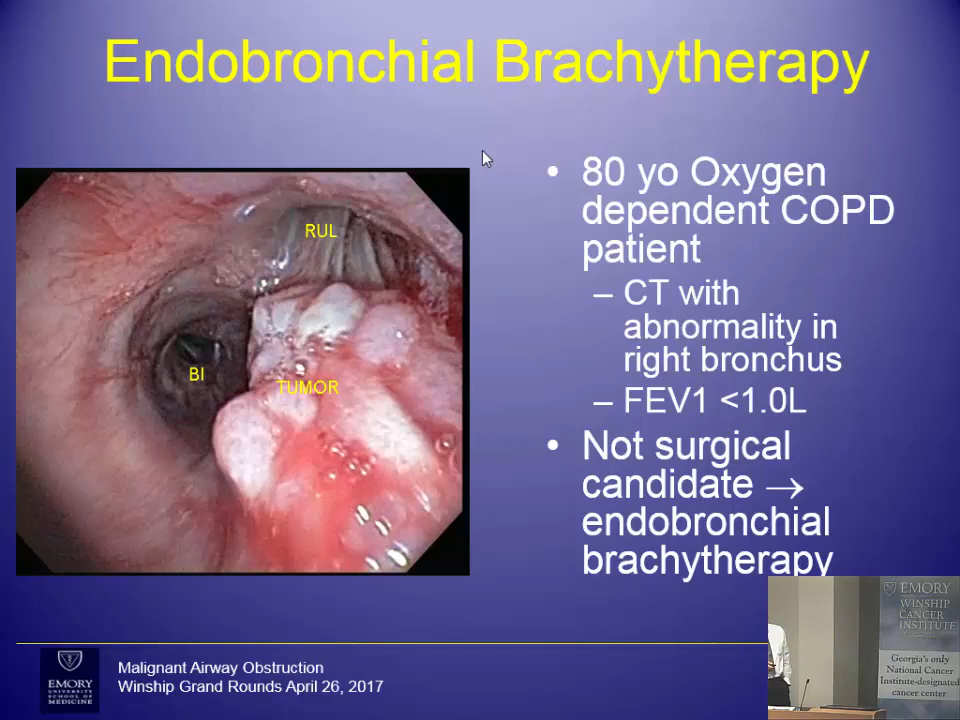 Endobronchial Brachytherapy
RUL
BI
TUMOR
• 80 yo Oxygen
dependent COPD
patient
– CT with
abnormality in
right bronchus
– FEV1 <1.0L
• Not surgical
candidate →
endobronchial
brachytherapy
EMORY
UNIVERSITY
SCHOOL OF
MEDICINE
Malignant Airway Obstruction
Winship Grand Rounds April 26, 2017
EMORY
WINSHIP
CANCER
INSTITUTE
Georgia's only
National Cancer
Institute-designated
cancer center